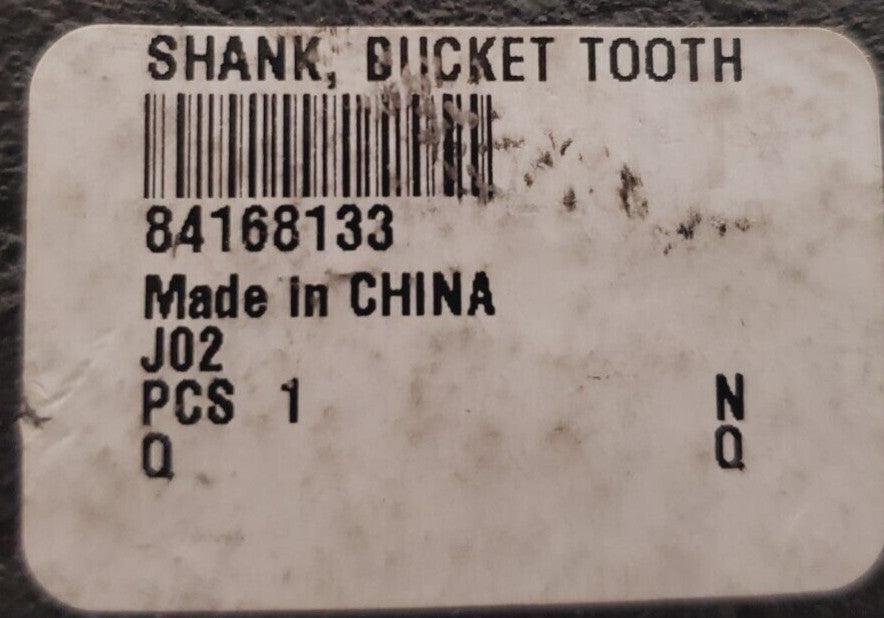 SHANK, BUCKET TOOTH
84168133
Made in CHINA
J02
PCS 1 N
Q Q